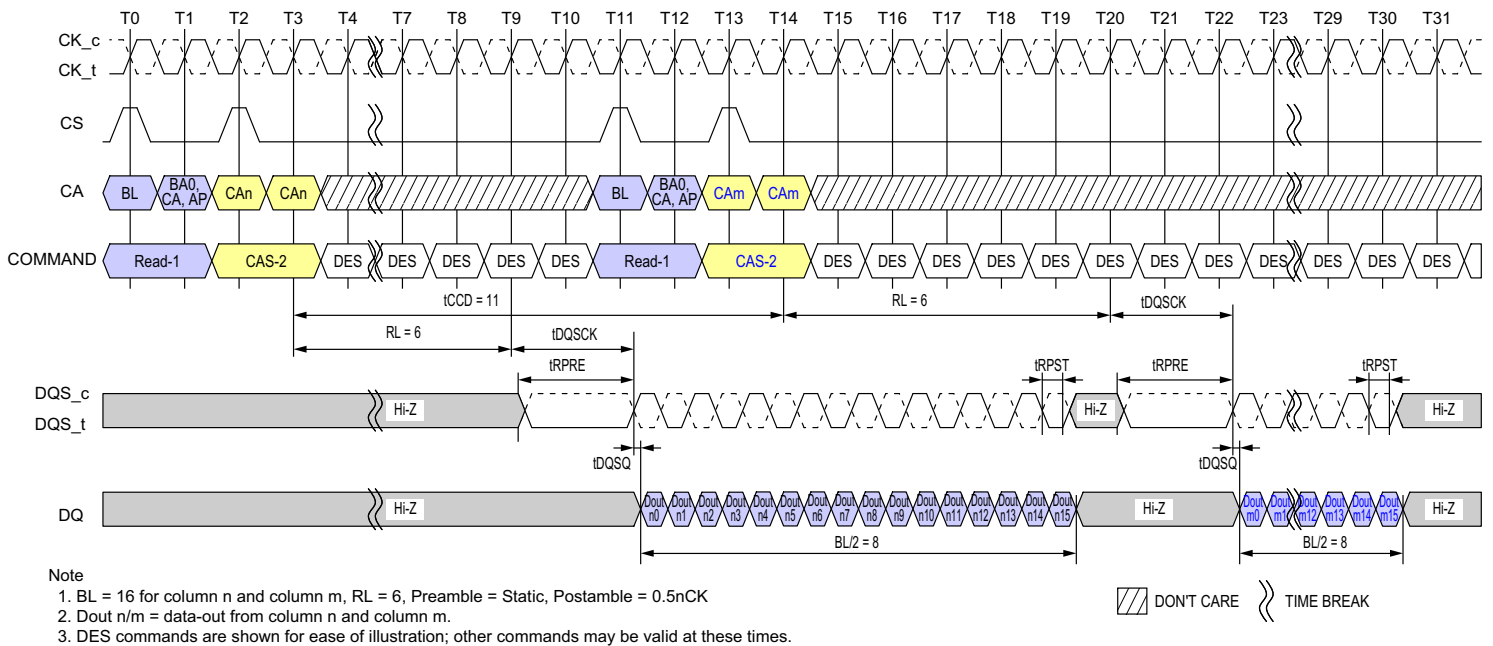 T0 T1 T2 T3 T4 T7 T8 T9 T10 T11 T12 T13 T14 T15 T16 T17 T18 T19 T20 T21 T22 T23 T29 T30 T31
CK_c
CK_t
CS
CA BL BA0, CA, AP CAn CAn BL BA0, CA, AP CAm CAm
COMMAND Read-1 CAS-2 DES DES DES DES DES Read-1 CAS-2 DES DES DES DES DES DES DES DES DES DES DES DES
tCCD = 11 RL = 6 tDQSCK
RL = 6 tDQSCK
tRPRE tRPST tRPRE tRPST
DQS_c
DQS_t
Hi-Z Hi-Z Hi-Z
tDQSQ tDQSQ
DQ Hi-Z Dout n0 Dout n1 Dout n2 Dout n3 Dout n4 Dout n5 Dout n6 Dout n7 Dout n8 Dout n9 Dout n10 Dout n11 Dout n12 Dout n13 Dout n14 Dout n15 Hi-Z Dout m0 Dout m1 Dout m12 Dout m13 Dout m14 Dout m15 Hi-Z
BL/2 = 8 BL/2 = 8
Note
1. BL = 16 for column n and column m, RL = 6, Preamble = Static, Postamble = 0.5nCK
2. Dout n/m = data-out from column n and column m.
3. DES commands are shown for ease of illustration; other commands may be valid at these times.
DON'T CARE TIME BREAK